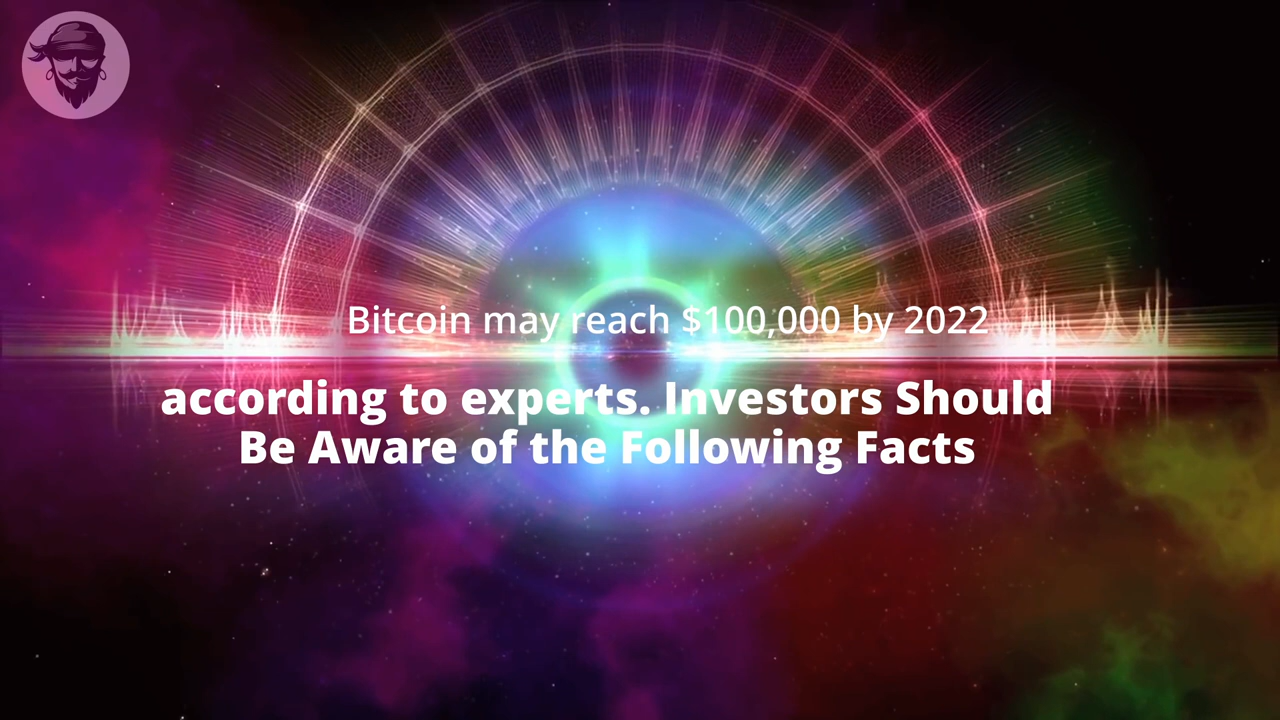 Bitcoin may reach $100,000 by 2022
according to experts. Investors Should
Be Aware of the Following Facts